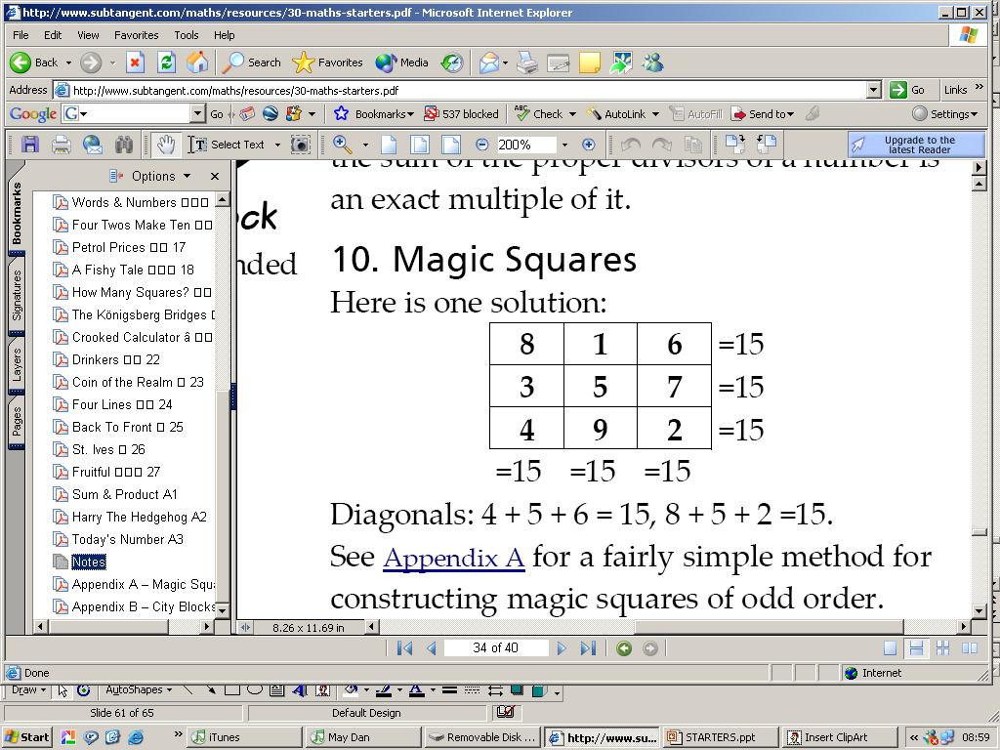 http://www.subtangent.com/maths/resources/30-maths-starters.pdf - Microsoft Internet Explorer
File Edit View Favorites Tools Help
Back Search Favorites Media
Address http://www.subtangent.com/maths/resources/30-maths-starters.pdf Go Links »
Google G Go Bookmarks 537 blocked ABC Check AutoLink AutoFill Send to Settings
Select Text 200% Upgrade to the
latest Reader
Bookmarks
Signatures
Layers
Pages
Options
Words & Numbers
Four Twos Make Ten
Petrol Prices 17
A Fishy Tale 18
How Many Squares?
The Königsberg Bridges
Crooked Calculator â
Drinkers 22
Coin of the Realm 23
Four Lines 24
Back To Front 25
St. Ives 26
Fruitful 27
Sum & Product A1
Harry The Hedgehog A2
Today's Number A3
Notes
Appendix A – Magic Squ
Appendix B – City Blocks
ock
nded
the sum of the proper divisors of a number is
an exact multiple of it.
10. Magic Squares
Here is one solution:
8 1 6 =15
3 5 7 =15
4 9 2 =15
=15 =15 =15
Diagonals: 4 + 5 + 6 = 15, 8 + 5 + 2 =15.
See Appendix A for a fairly simple method for
constructing magic squares of odd order.
8.26 x 11.69 in
34 of 40
Done Internet
Draw AutoShapes
Slide 61 of 65 Default Design
Start » iTunes May Dan Removable Disk ... http://www.su... STARTERS.ppt Insert ClipArt « 08:59